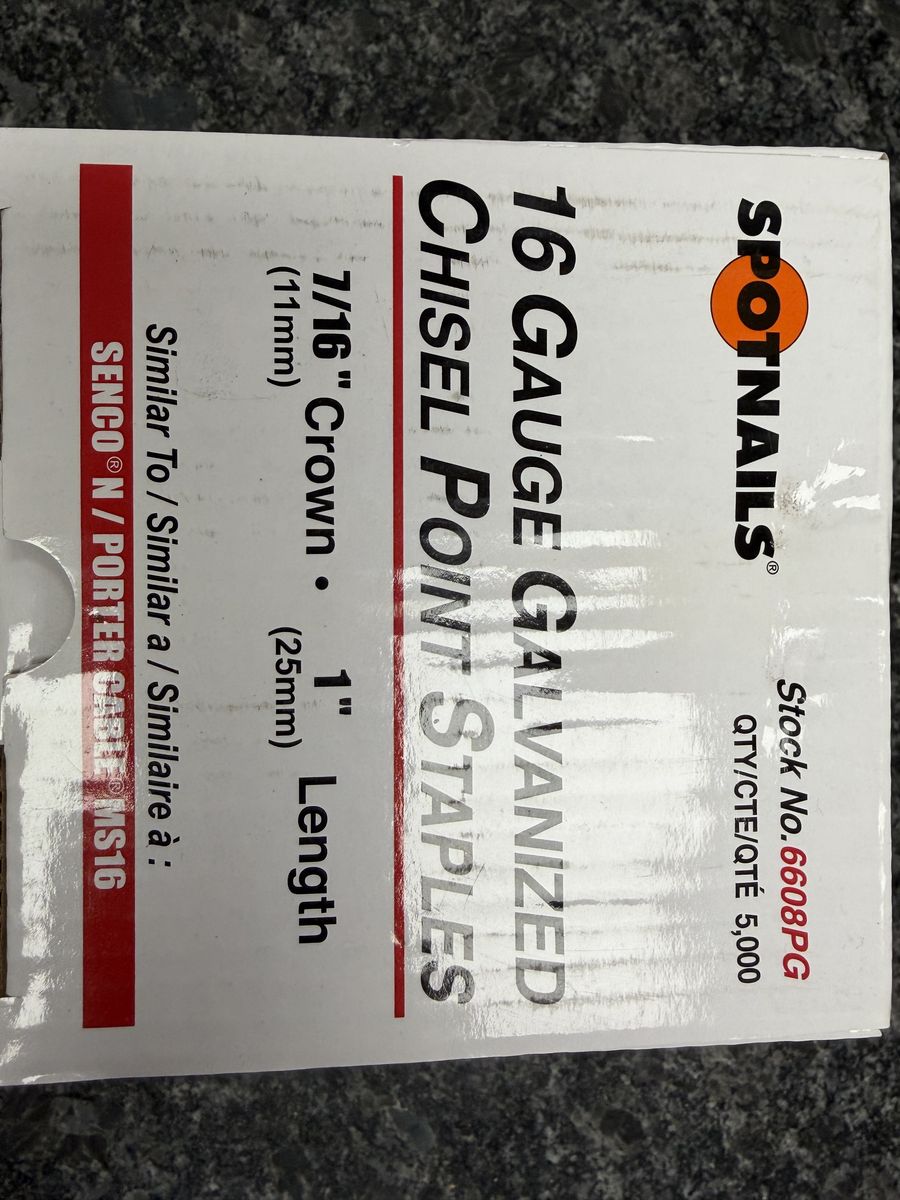 SPOTNAILS®
Stock No. 6608PG
QTY/CTE/QTÉ 5,000
16 GAUGE GALVANIZED
CHISEL POINT STAPLES
7/16" Crown • 1" Length
(11mm) (25mm)
Similar To / Similar a / Similaire à :
SENCO® N / PORTER CABLE® MS16